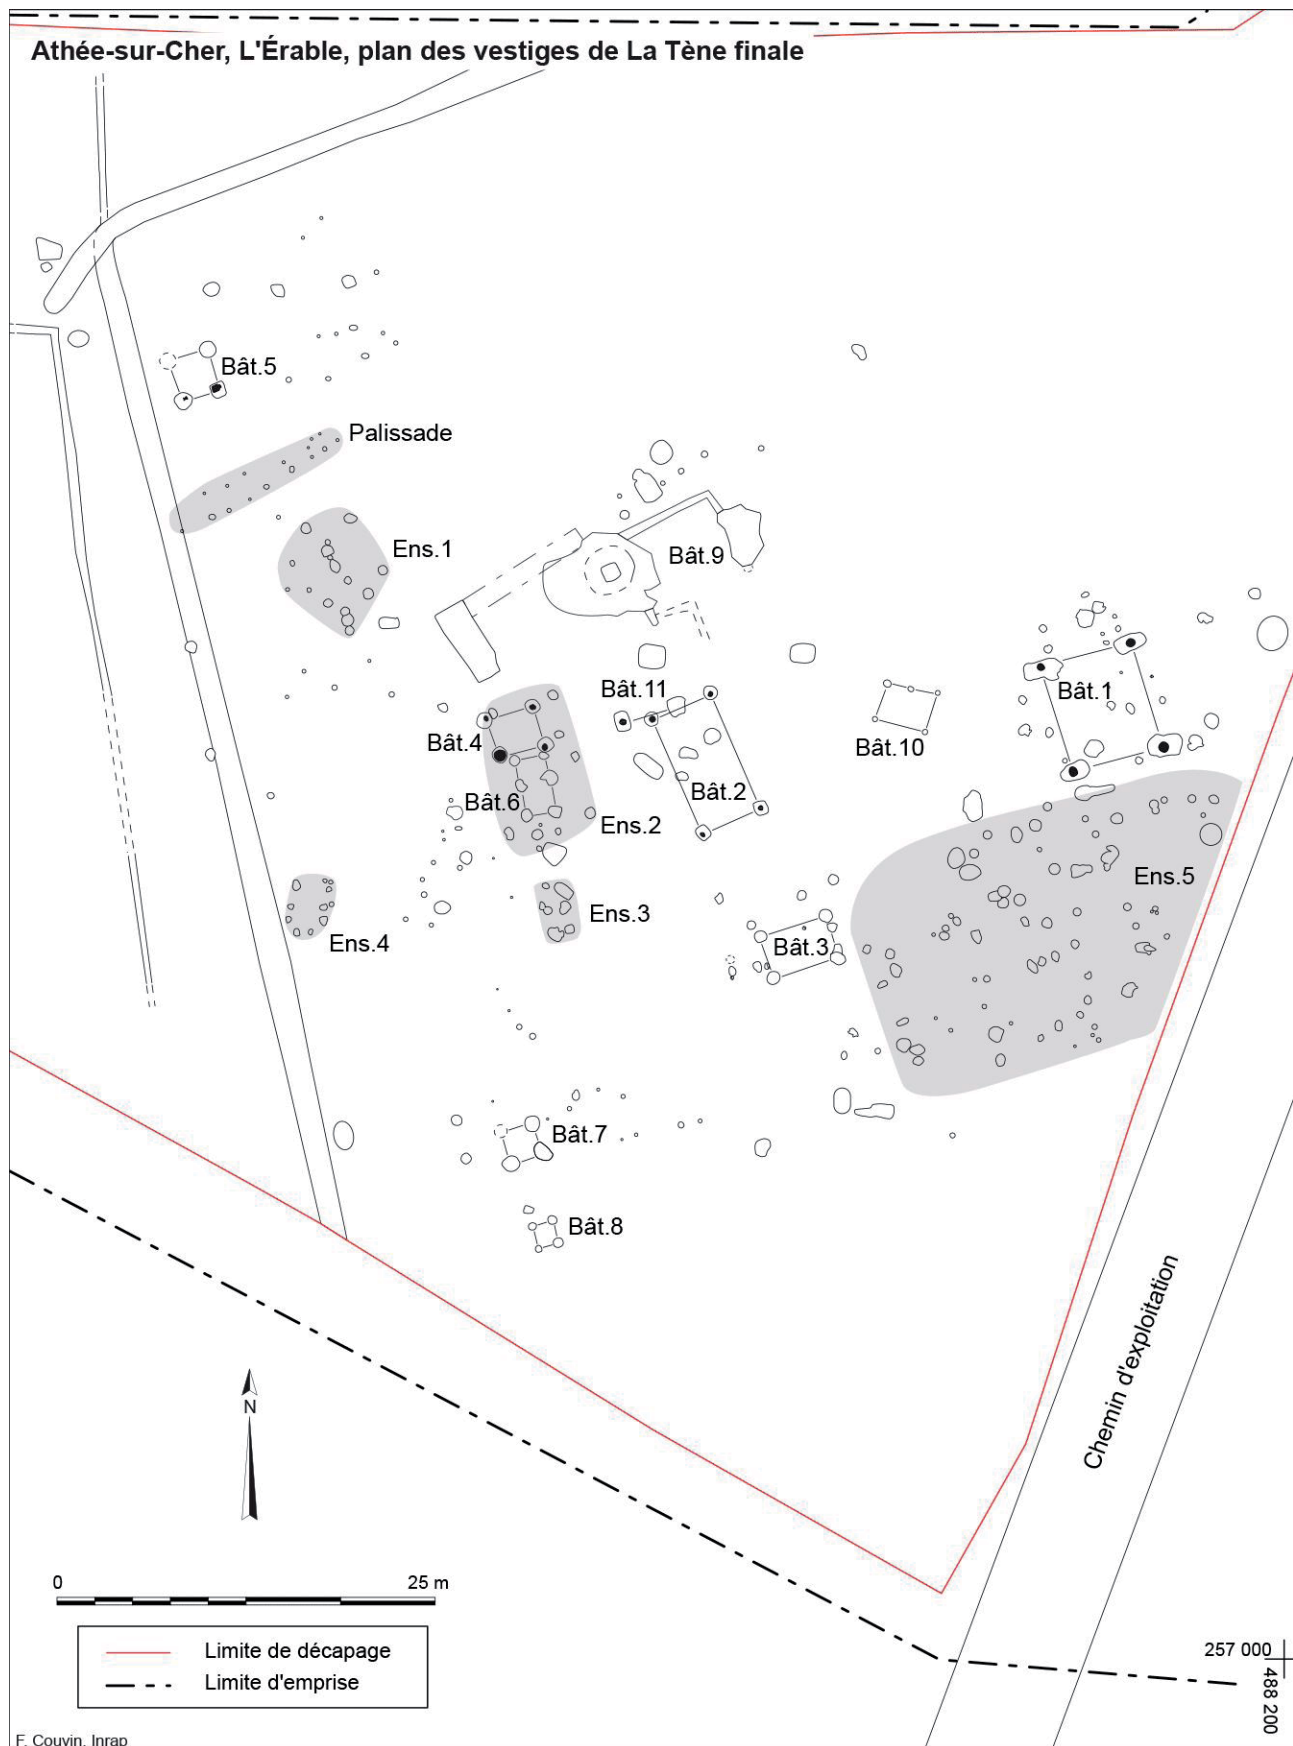 Athée-sur-Cher, L'Érable, plan des vestiges de La Tène finale
Bât.5
Palissade
Ens.1
Bât.9
Bât.11
Bât.1
Bât.4
Bât.10
Bât.6
Bât.2
Ens.2
Ens.5
Ens.3
Ens.4
Bât.3
Bât.7
Bât.8
Chemin d'exploitation
N
0 25 m
Limite de décapage
Limite d'emprise
257 000
488 200
F. Couvin, Inrap